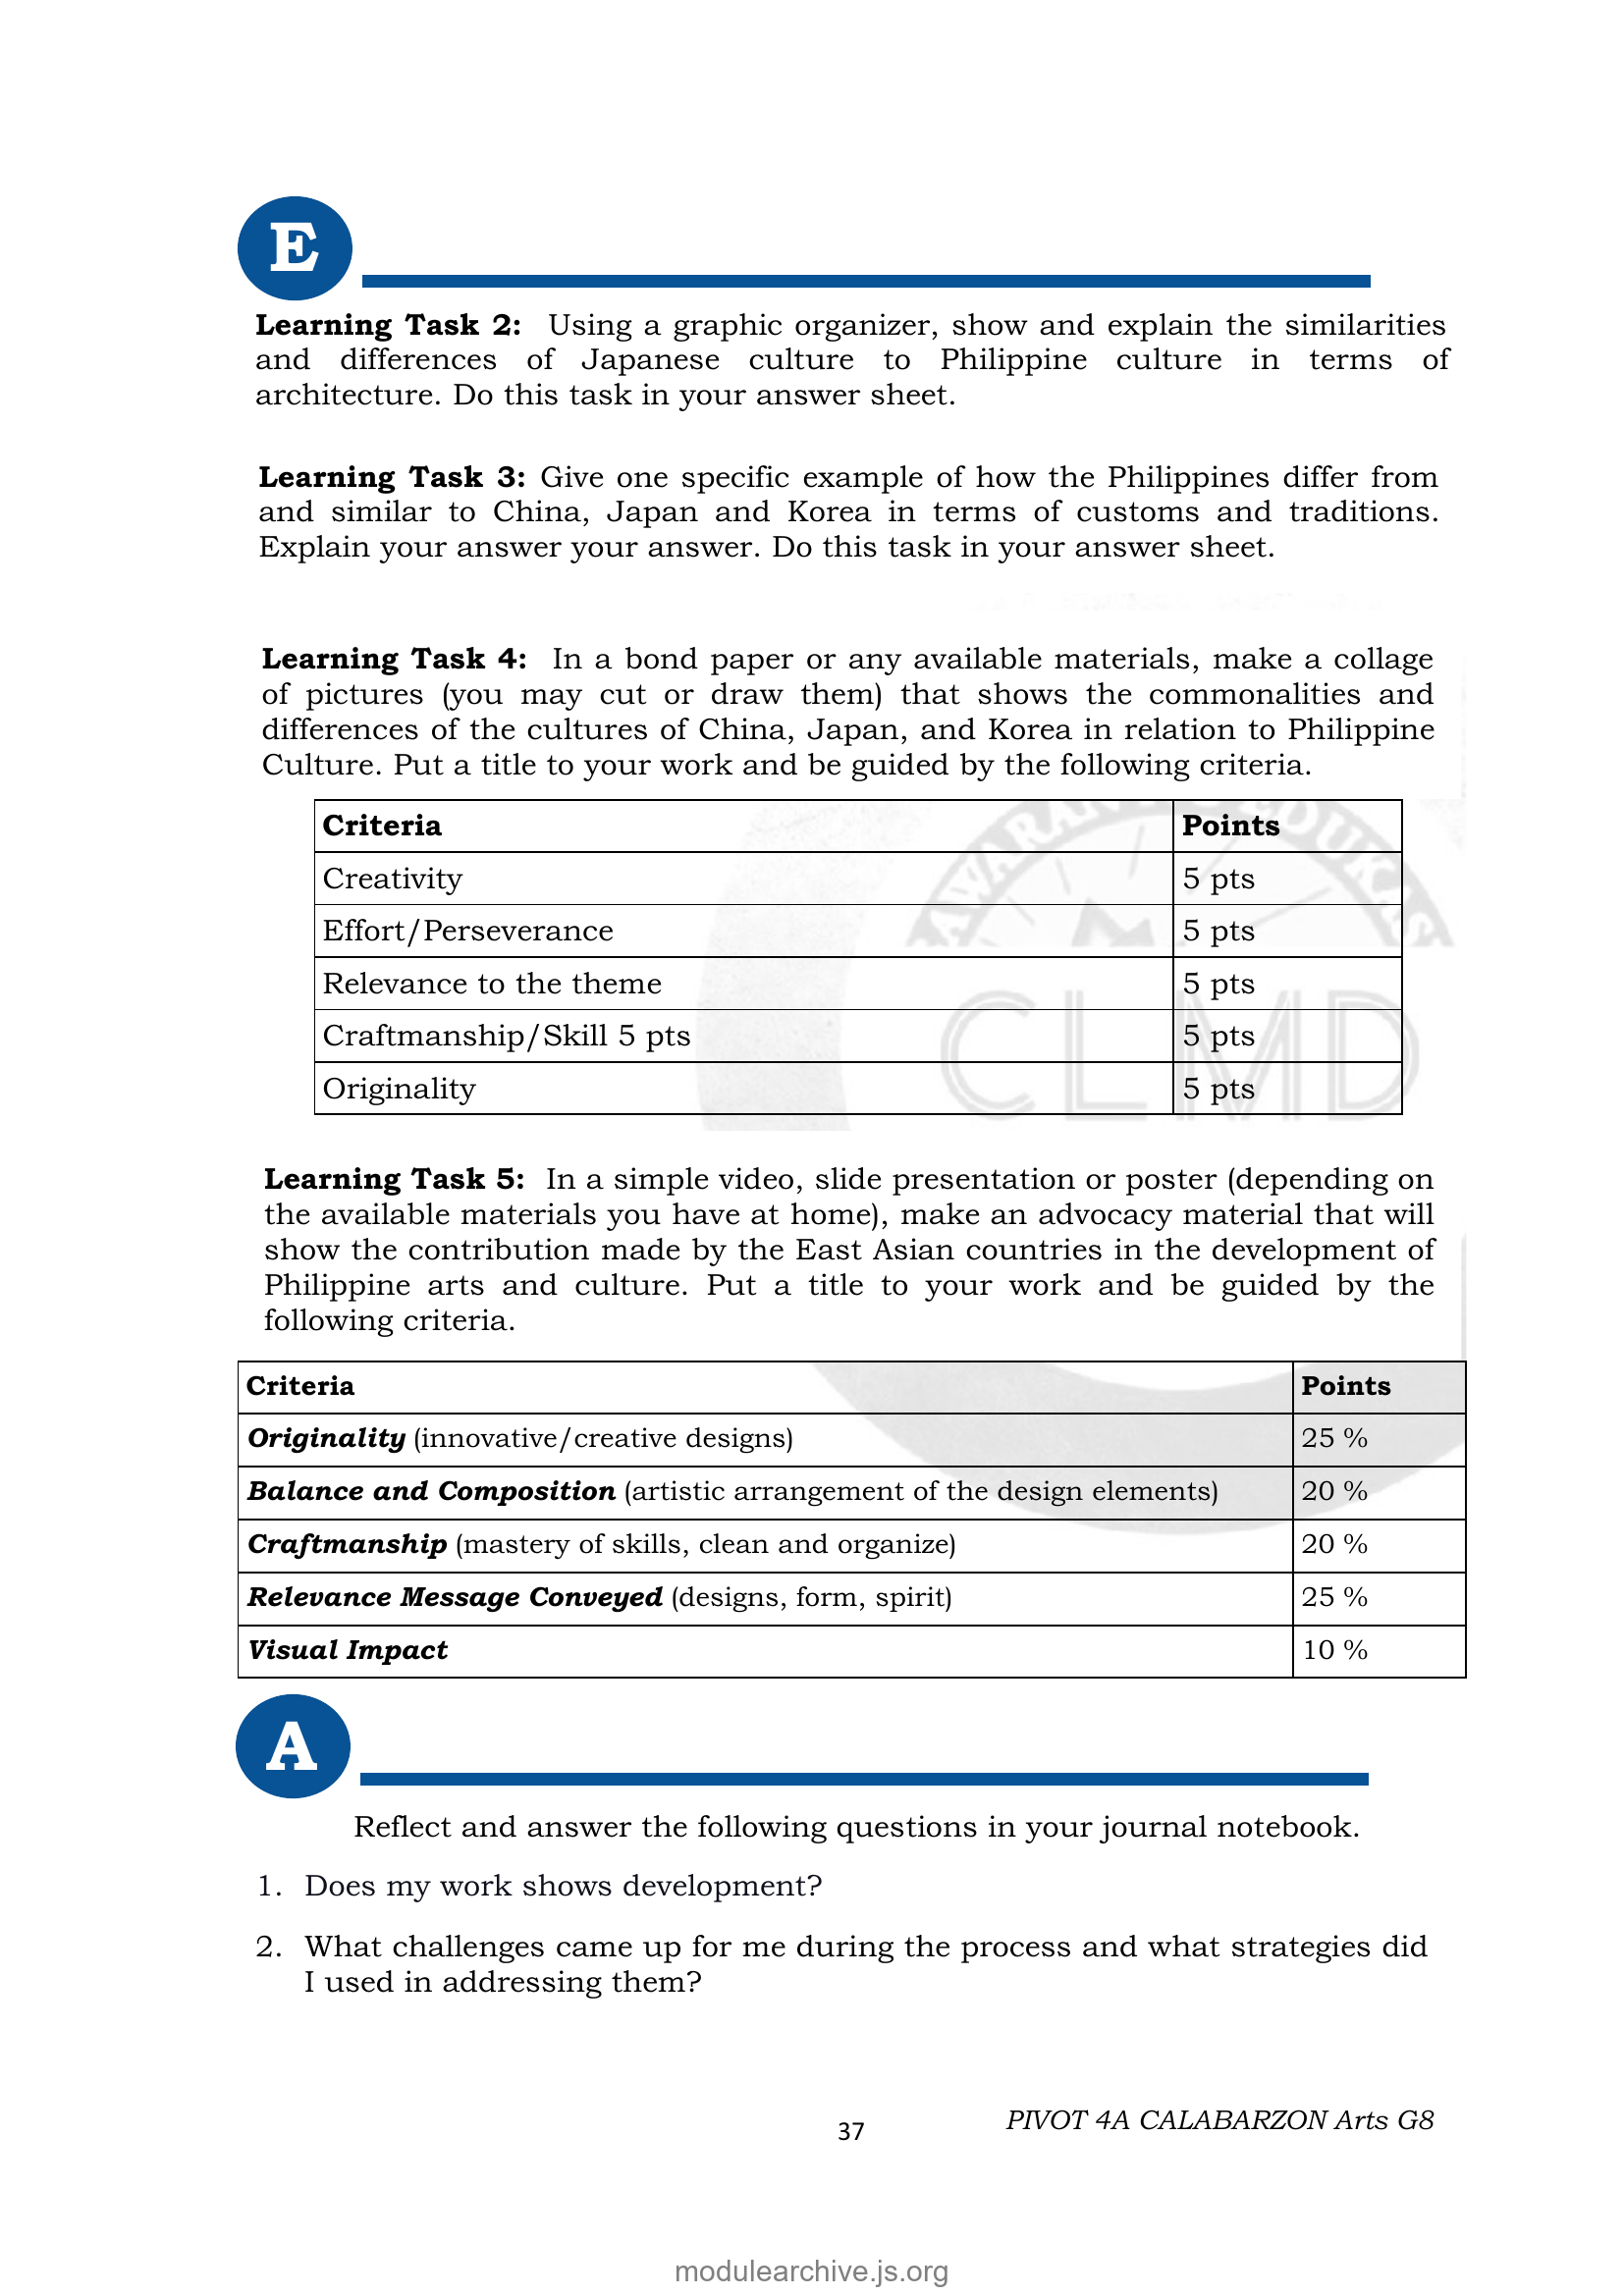 E
Learning Task 2: Using a graphic organizer, show and explain the similarities
and differences of Japanese culture to Philippine culture in terms of
architecture. Do this task in your answer sheet.
Learning Task 3: Give one specific example of how the Philippines differ from
and similar to China, Japan and Korea in terms of customs and traditions.
Explain your answer your answer. Do this task in your answer sheet.
Learning Task 4: In a bond paper or any available materials, make a collage
of pictures (you may cut or draw them) that shows the commonalities and
differences of the cultures of China, Japan, and Korea in relation to Philippine
Culture. Put a title to your work and be guided by the following criteria.
Criteria Points
Creativity 5 pts
Effort/Perseverance 5 pts
Relevance to the theme 5 pts
Craftmanship/Skill 5 pts 5 pts
Originality 5 pts
CLMD
Learning Task 5: In a simple video, slide presentation or poster (depending on
the available materials you have at home), make an advocacy material that will
show the contribution made by the East Asian countries in the development of
Philippine arts and culture. Put a title to your work and be guided by the
following criteria.
Criteria Points
Originality (innovative/creative designs) 25 %
Balance and Composition (artistic arrangement of the design elements) 20 %
Craftmanship (mastery of skills, clean and organize) 20 %
Relevance Message Conveyed (designs, form, spirit) 25 %
Visual Impact 10 %
A
Reflect and answer the following questions in your journal notebook.
1. Does my work shows development?
2. What challenges came up for me during the process and what strategies did
I used in addressing them?
37
PIVOT 4A CALABARZON Arts G8
modulearchive.js.org